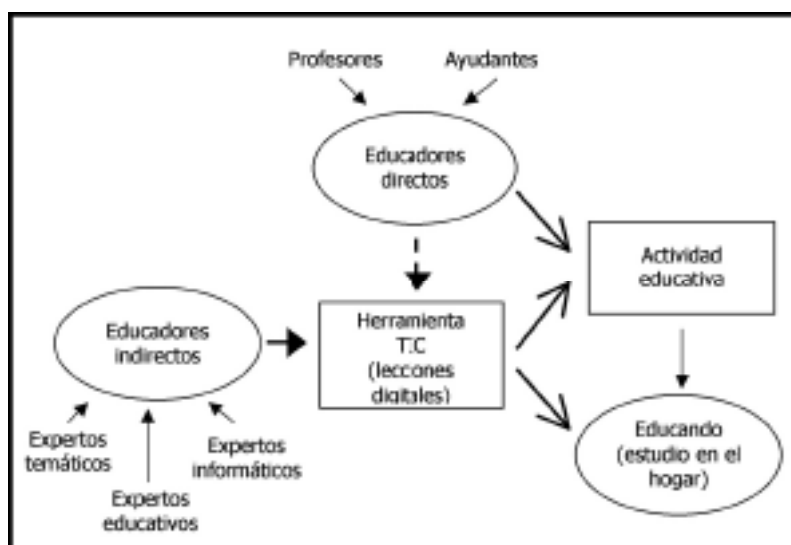 Profesores
Ayudantes
Educadores
directos
Actividad
educativa
Educadores
indirectos
Herramienta
TIC
(lecciones
digitales)
Expertos
temáticos
Expertos
educativos
Expertos
informáticos
Educando
(estudio en el
hogar)